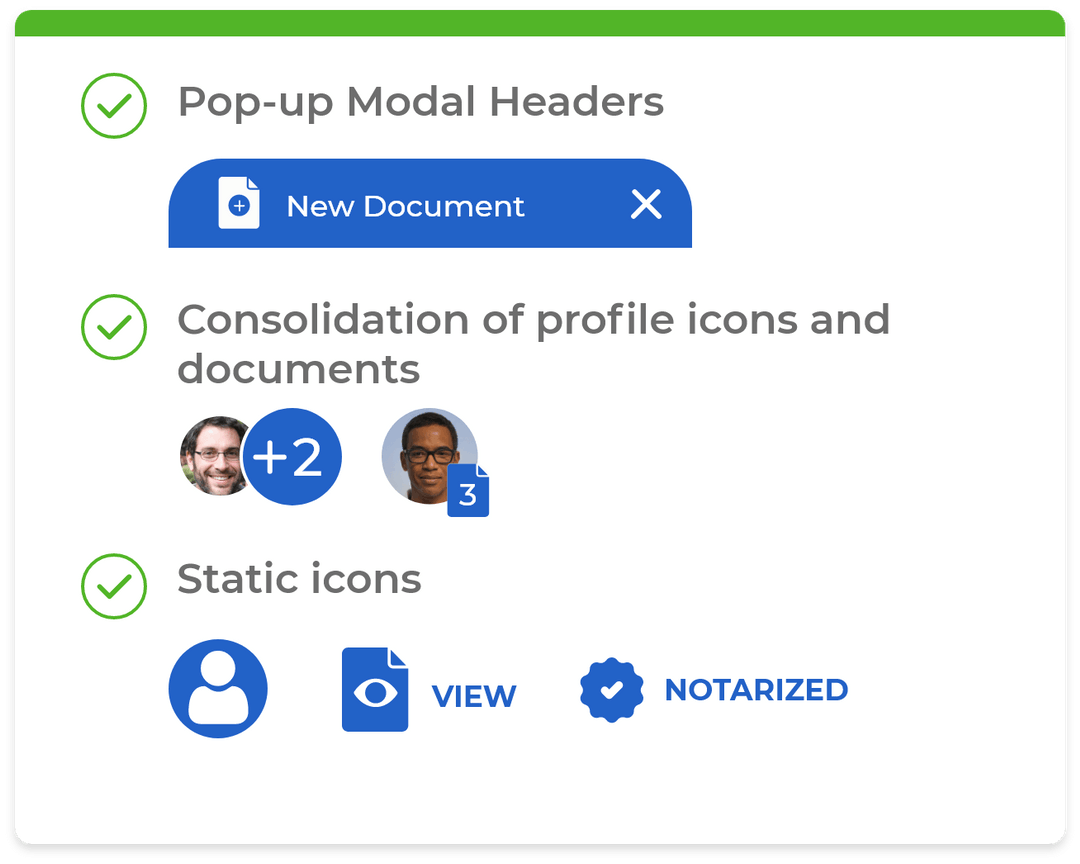 Pop-up Modal Headers
New Document
Consolidation of profile icons and
documents
+2
3
Static icons
VIEW
NOTARIZED